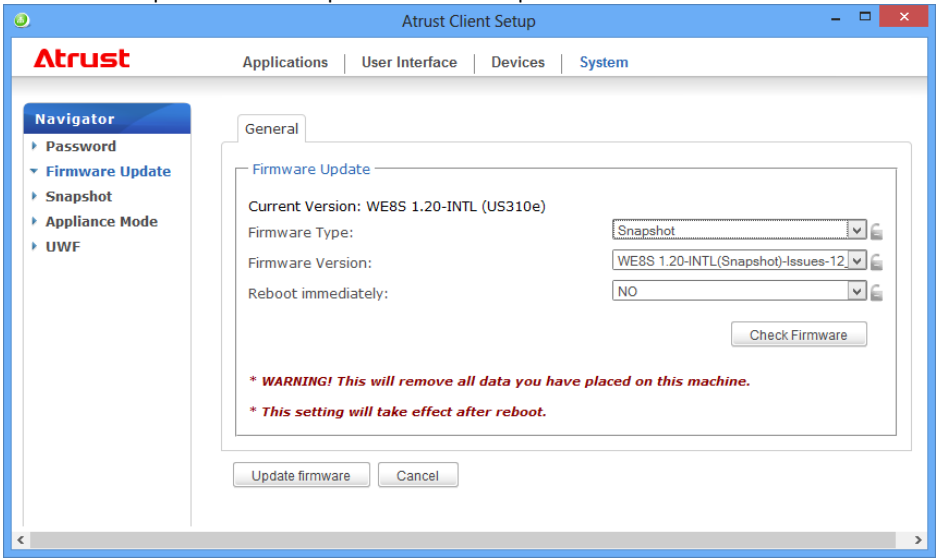 Atrust Client Setup
Atrust
Applications | User Interface | Devices | System
Navigator
Password
Firmware Update
Snapshot
Appliance Mode
UWF
General
Firmware Update
Current Version: WE8S 1.20-INTL (US310e)
Firmware Type: Snapshot
Firmware Version: WE8S 1.20-INTL(Snapshot)-Issues-12_
Reboot immediately: NO
Check Firmware
* WARNING! This will remove all data you have placed on this machine.
* This setting will take effect after reboot.
Update firmware Cancel